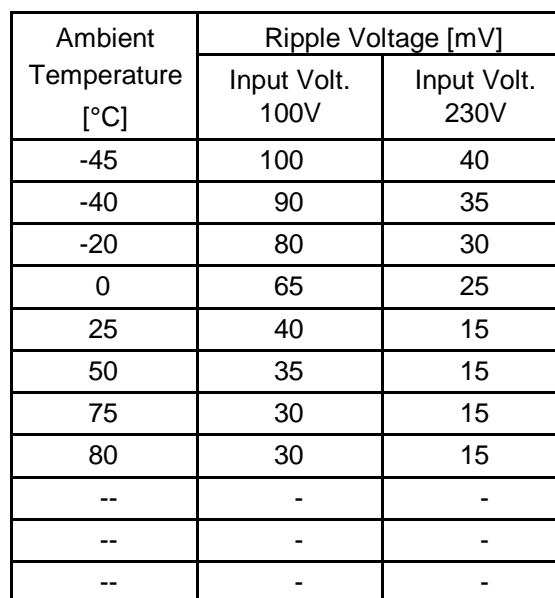 Ambient Temperature [°C] Ripple Voltage [mV]
Input Volt. 100V Input Volt. 230V
-45 100 40
-40 90 35
-20 80 30
0 65 25
25 40 15
50 35 15
75 30 15
80 30 15
-- - -
-- - -
-- - -